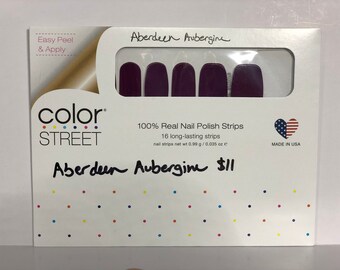 Easy Peel
& Apply
Aberdeen Aubergine
color
STREET
100% Real Nail Polish Strips
16 long-lasting strips
MADE IN USA
Aberdeen Aubergine $11